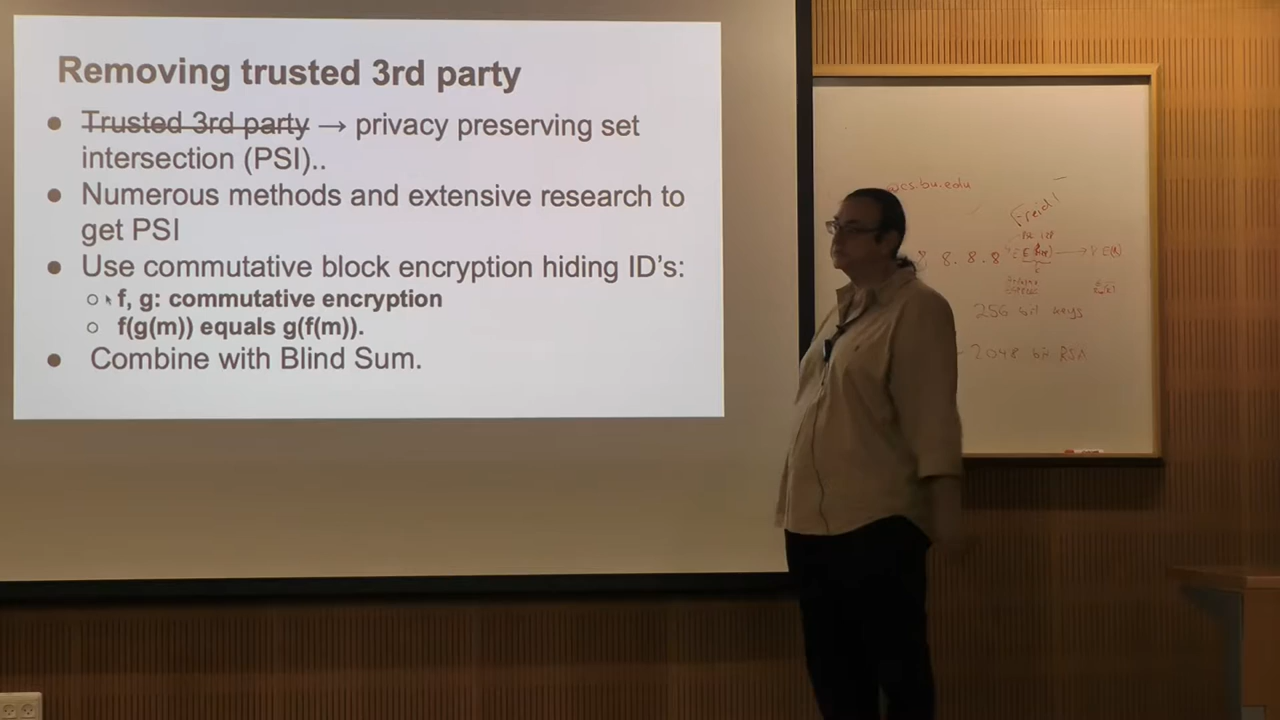 Removing trusted 3rd party
● Trusted 3rd party → privacy preserving set
intersection (PSI)..
● Numerous methods and extensive research to
get PSI
● Use commutative block encryption hiding ID's:
○ f, g: commutative encryption
○ f(g(m)) equals g(f(m)).
● Combine with Blind Sum.
@cs.bu.edu
8 8.8.8
256 bit keys
2048 bit RSA